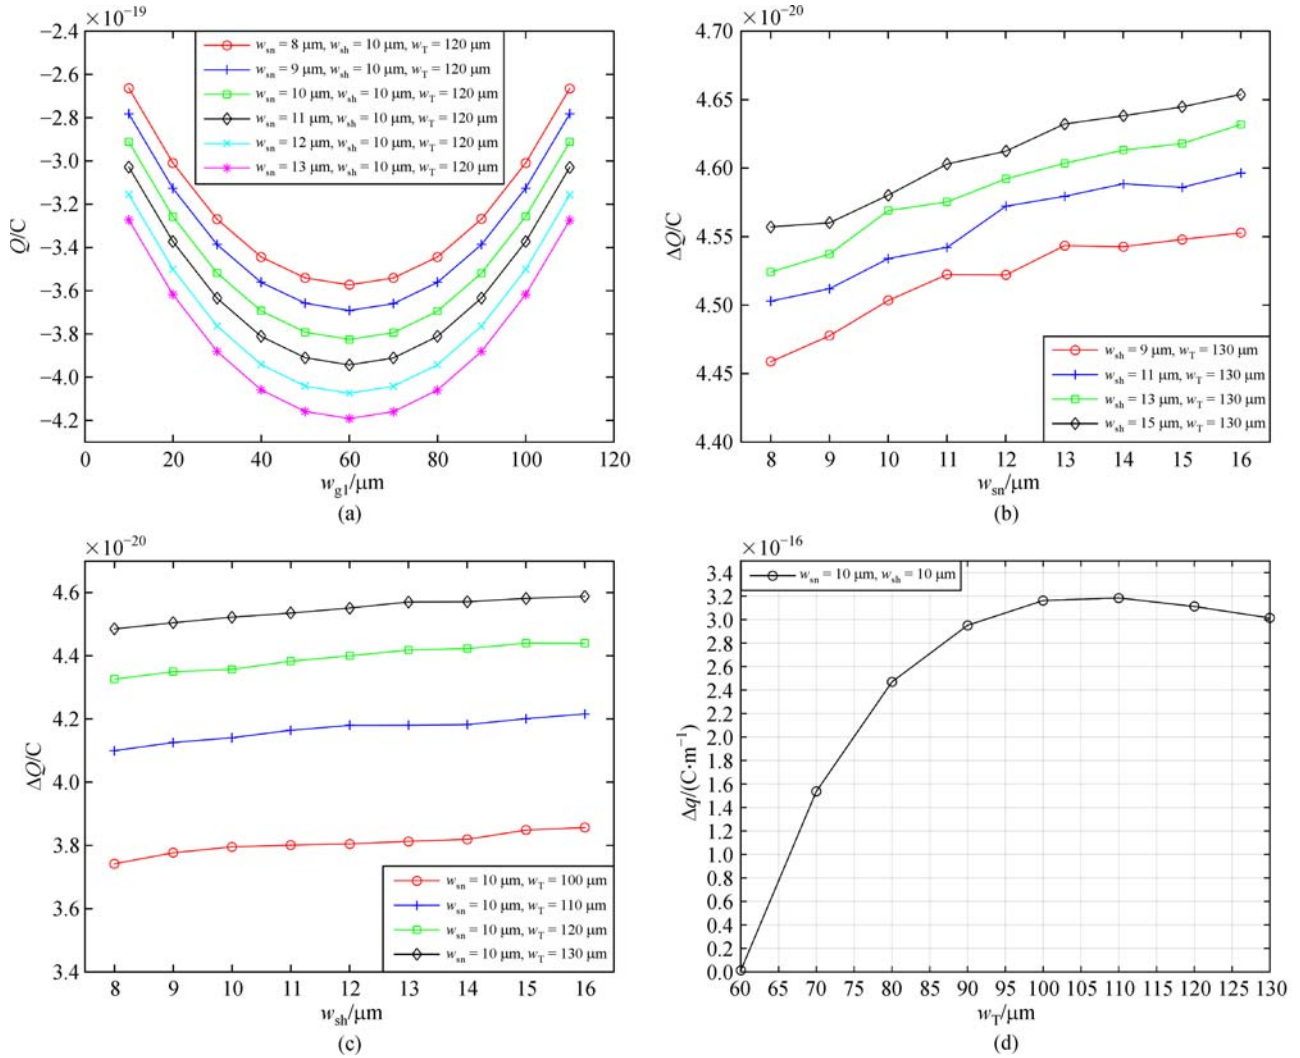 ×10⁻¹⁹
−2.4
−2.6
−2.8
−3.0
−3.2
−3.4
−3.6
−3.8
−4.0
−4.2
Q/C
w_sn = 8 μm, w_sh = 10 μm, w_T = 120 μm
w_sn = 9 μm, w_sh = 10 μm, w_T = 120 μm
w_sn = 10 μm, w_sh = 10 μm, w_T = 120 μm
w_sn = 11 μm, w_sh = 10 μm, w_T = 120 μm
w_sn = 12 μm, w_sh = 10 μm, w_T = 120 μm
w_sn = 13 μm, w_sh = 10 μm, w_T = 120 μm
0 20 40 60 80 100 120
w_g1/μm
(a)
×10⁻²⁰
4.70
4.65
4.60
4.55
4.50
4.45
4.40
ΔQ/C
w_sh = 9 μm, w_T = 130 μm
w_sh = 11 μm, w_T = 130 μm
w_sh = 13 μm, w_T = 130 μm
w_sh = 15 μm, w_T = 130 μm
8 9 10 11 12 13 14 15 16
w_sn/μm
(b)
×10⁻²⁰
4.6
4.4
4.2
4.0
3.8
3.6
3.4
ΔQ/C
w_sn = 10 μm, w_T = 100 μm
w_sn = 10 μm, w_T = 110 μm
w_sn = 10 μm, w_T = 120 μm
w_sn = 10 μm, w_T = 130 μm
8 9 10 11 12 13 14 15 16
w_sh/μm
(c)
×10⁻¹⁶
3.4
3.2
3.0
2.6
2.4
2.2
2.0
1.8
1.6
1.4
1.2
1.0
0.8
0.6
0.4
0.2
0.0
Δq/(C·m⁻¹)
w_sn = 10 μm, w_sh = 10 μm
60 65 70 75 80 85 90 95 100 105 110 115 120 125 130
w_T/μm
(d)